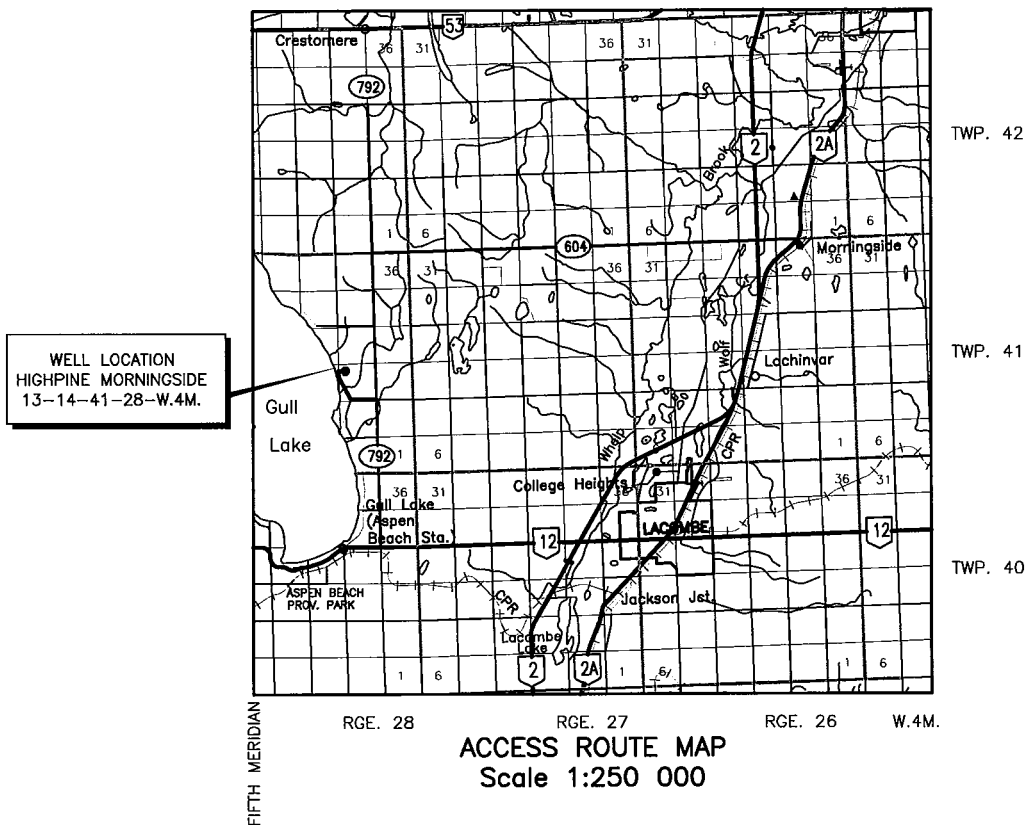 53
Crestomere
36
31
36
31
36
792
TWP. 42
2
2A
Brook
1
6
1
6
1
6
604
Morningside
36
31
36
31
36
31
WELL LOCATION
HIGHPINE MORNINGSIDE
13-14-41-28-W.4M.
TWP. 41
Lochinvar
Wolf
Gull
Lake
Whelp
CPR
792
1
6
1
6
College Heights
36
31
36
31
36
31
Gull Lake
(Aspen
Beach Sta.)
LACOMBE
12
12
TWP. 40
ASPEN BEACH
PROV. PARK
CPR
Jackson Jct.
Lacombe
Lake
1
6
2
2A
1
6
1
6
FIFTH MERIDIAN
RGE. 28
RGE. 27
RGE. 26
W.4M.
ACCESS ROUTE MAP
Scale 1:250 000